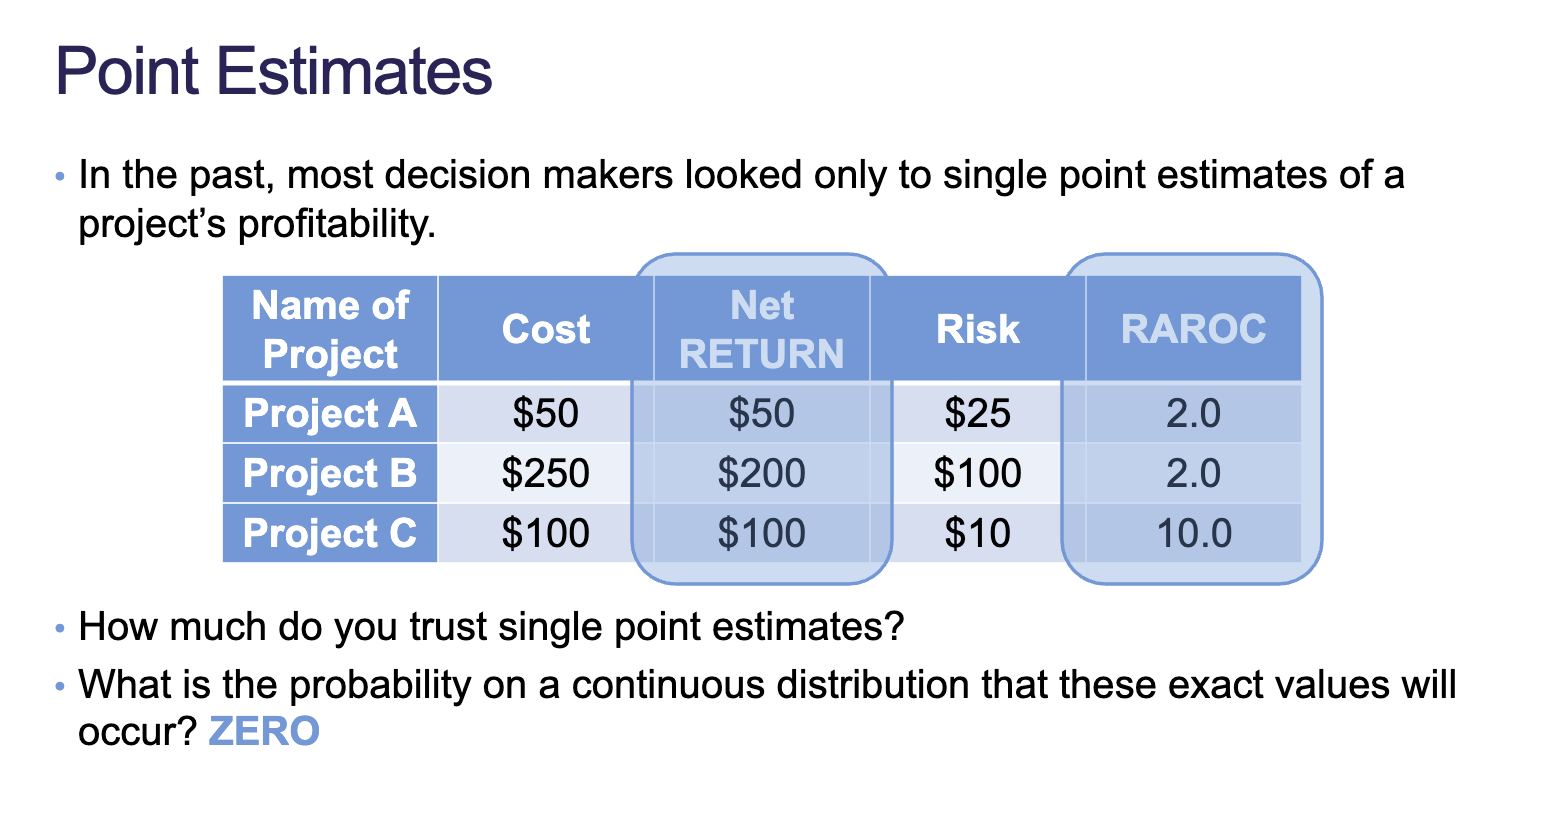 Point Estimates
• In the past, most decision makers looked only to single point estimates of a
project’s profitability.
Name of Project Cost Net RETURN Risk RAROC
Project A $50 $50 $25 2.0
Project B $250 $200 $100 2.0
Project C $100 $100 $10 10.0
• How much do you trust single point estimates?
• What is the probability on a continuous distribution that these exact values will
occur? ZERO